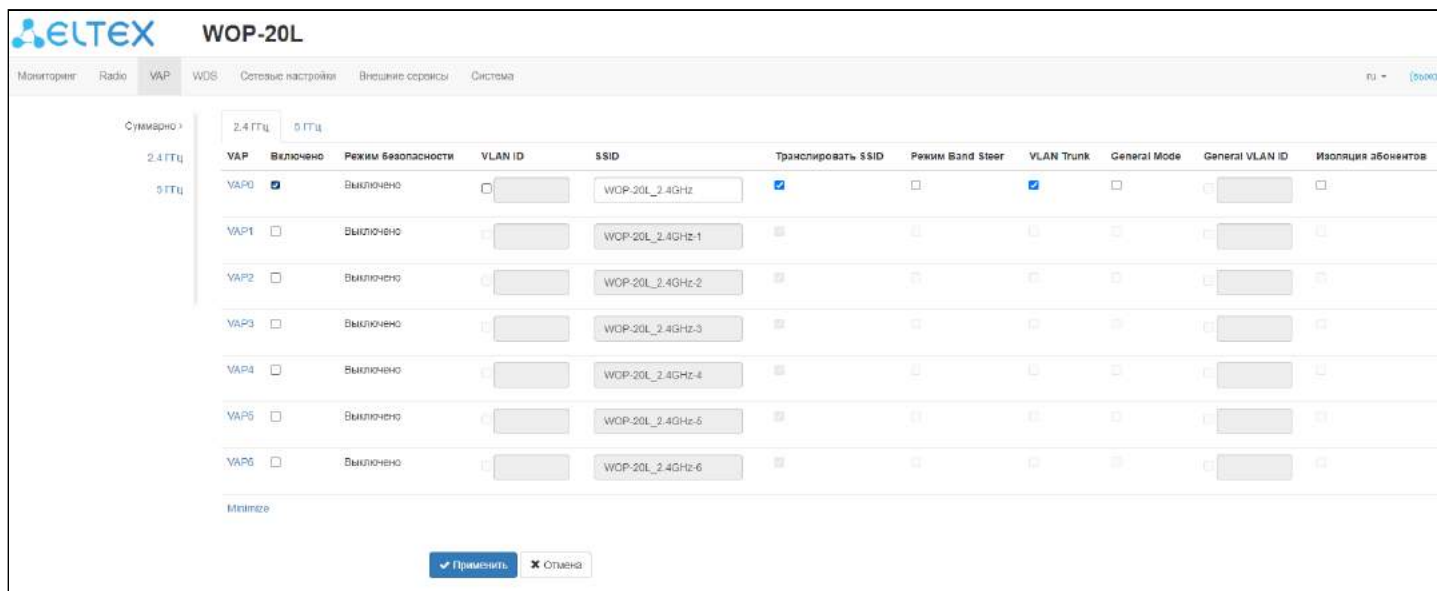 ELTEX WOP-20L
Мониторинг Radio VAP WDS Сетевые настройки Внешние сервисы Система ru
Суммарно
2.4 ГГц
5 ГГц
2.4 ГГц 5 ГГц
VAP Включено Режим безопасности VLAN ID SSID Транслировать SSID Режим Band Steer VLAN Trunk General Mode General VLAN ID Изоляция абонентов
VAP0 Выключено WOP-20L_2.4GHz
VAP1 Выключено WOP-20L_2.4GHz-1
VAP2 Выключено WOP-20L_2.4GHz-2
VAP3 Выключено WOP-20L_2.4GHz-3
VAP4 Выключено WOP-20L_2.4GHz-4
VAP5 Выключено WOP-20L_2.4GHz-5
VAP6 Выключено WOP-20L_2.4GHz-6
Minimize
Применить Отмена